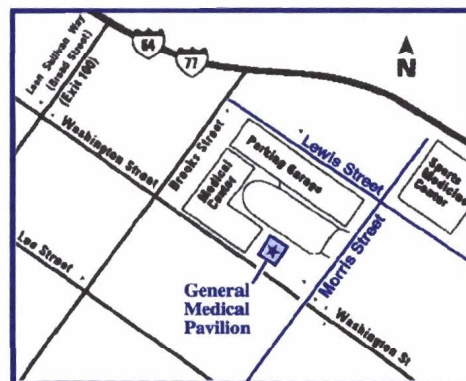 64
77
N
Leon Sullivan Way
(Broad Street)
(Exit 100)
Washington Street
Brooks Street
Lewis Street
Parking Garage
Medical
Center
Sports
Medicine
Center
Lee Street
Morris Street
General
Medical
Pavilion
Washington St